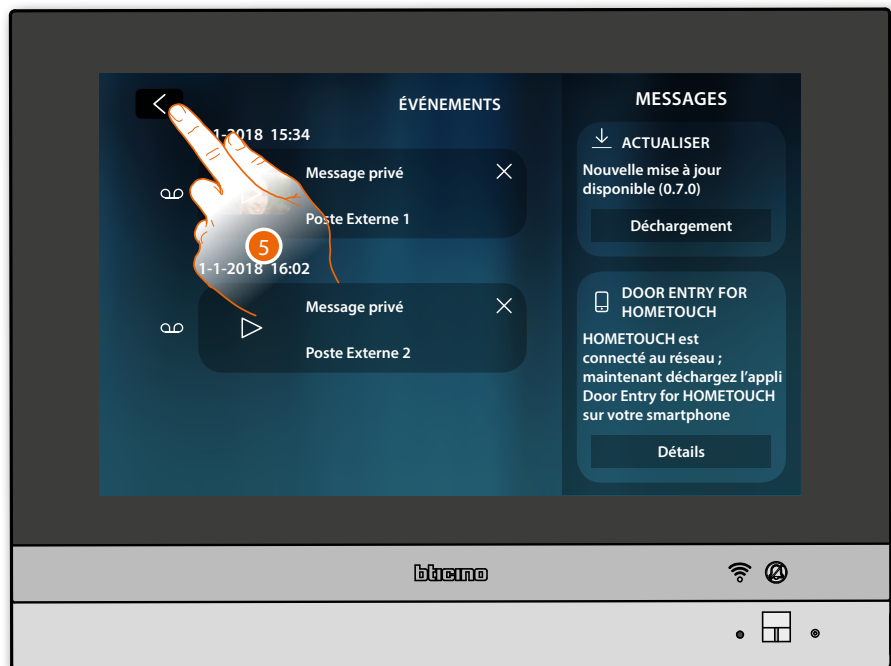 ÉVÉNEMENTS
1-2018 15:34
Message privé
Poste Externe 1
5
1-1-2018 16:02
Message privé
Poste Externe 2
MESSAGES
ACTUALISER
Nouvelle mise à jour
disponible (0.7.0)
Déchargement
DOOR ENTRY FOR
HOMETOUCH
HOMETOUCH est
connecté au réseau ;
maintenant déchargez l’appli
Door Entry for HOMETOUCH
sur votre smartphone
Détails
bticino